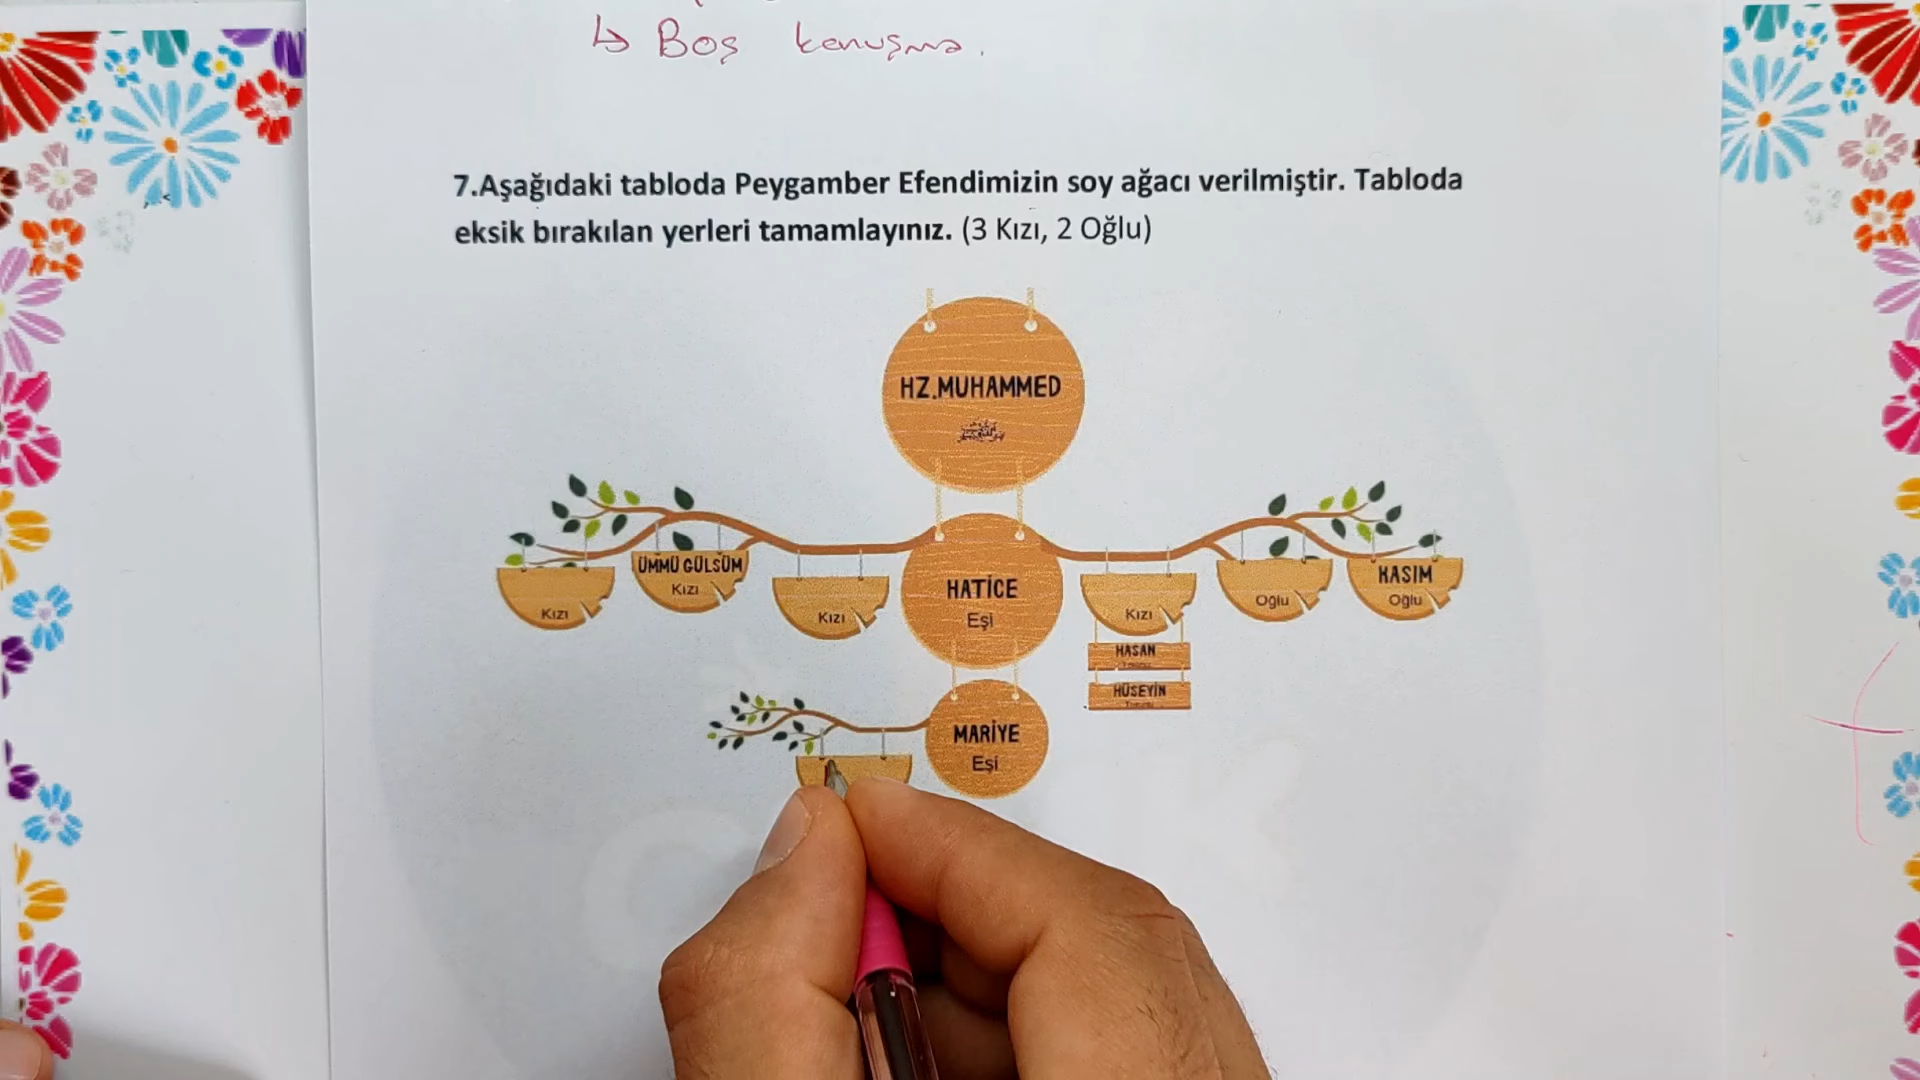 ↳ Boş konuşma.
7.Aşağıdaki tabloda Peygamber Efendimizin soy ağacı verilmiştir. Tabloda
eksik bırakılan yerleri tamamlayınız. (3 Kızı, 2 Oğlu)
HZ.MUHAMMED
Kızı
ÜMMÜ GÜLSÜM
Kızı
Kızı
HATİCE
Eşi
Kızı
HASAN
HÜSEYİN
Oğlu
KASIM
Oğlu
MARİYE
Eşi